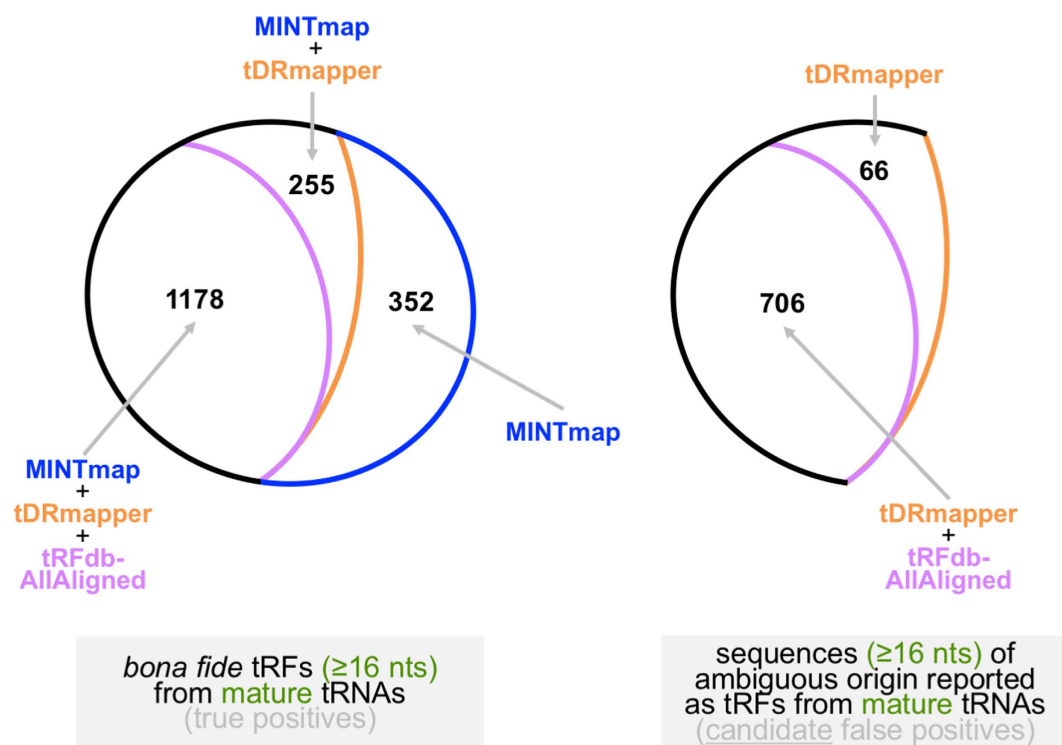 MINTmap
+
tDRmapper
255
1178
352
MINTmap
MINTmap
+
tDRmapper
+
tRFdb-
AllAligned
bona fide tRFs (≥16 nts)
from mature tRNAs
(true positives)
tDRmapper
66
706
tDRmapper
+
tRFdb-
AllAligned
sequences (≥16 nts) of
ambiguous origin reported
as tRFs from mature tRNAs
(candidate false positives)